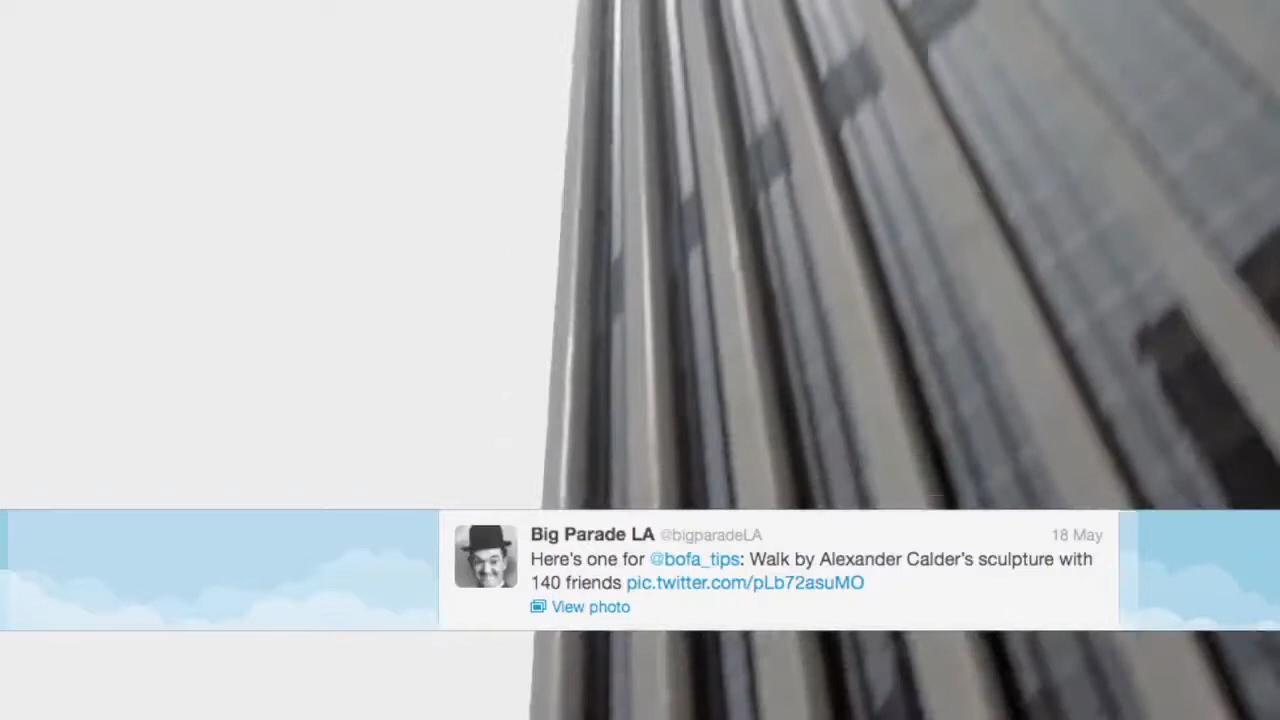 Big Parade LA @bigparadeLA 18 May
Here's one for @bofa_tips: Walk by Alexander Calder's sculpture with
140 friends pic.twitter.com/pLb72asuMO
View photo